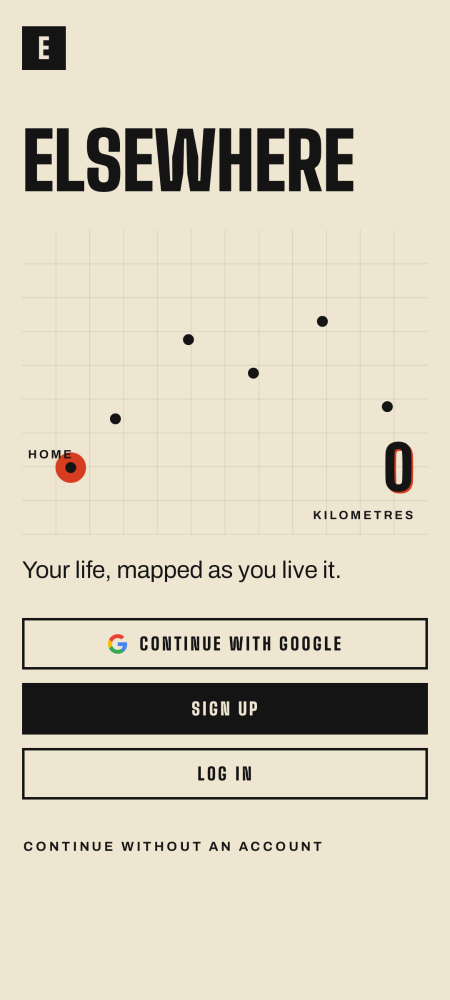 E
ELSEWHERE
HOME
0
KILOMETRES
Your life, mapped as you live it.
CONTINUE WITH GOOGLE
SIGN UP
LOG IN
CONTINUE WITHOUT AN ACCOUNT